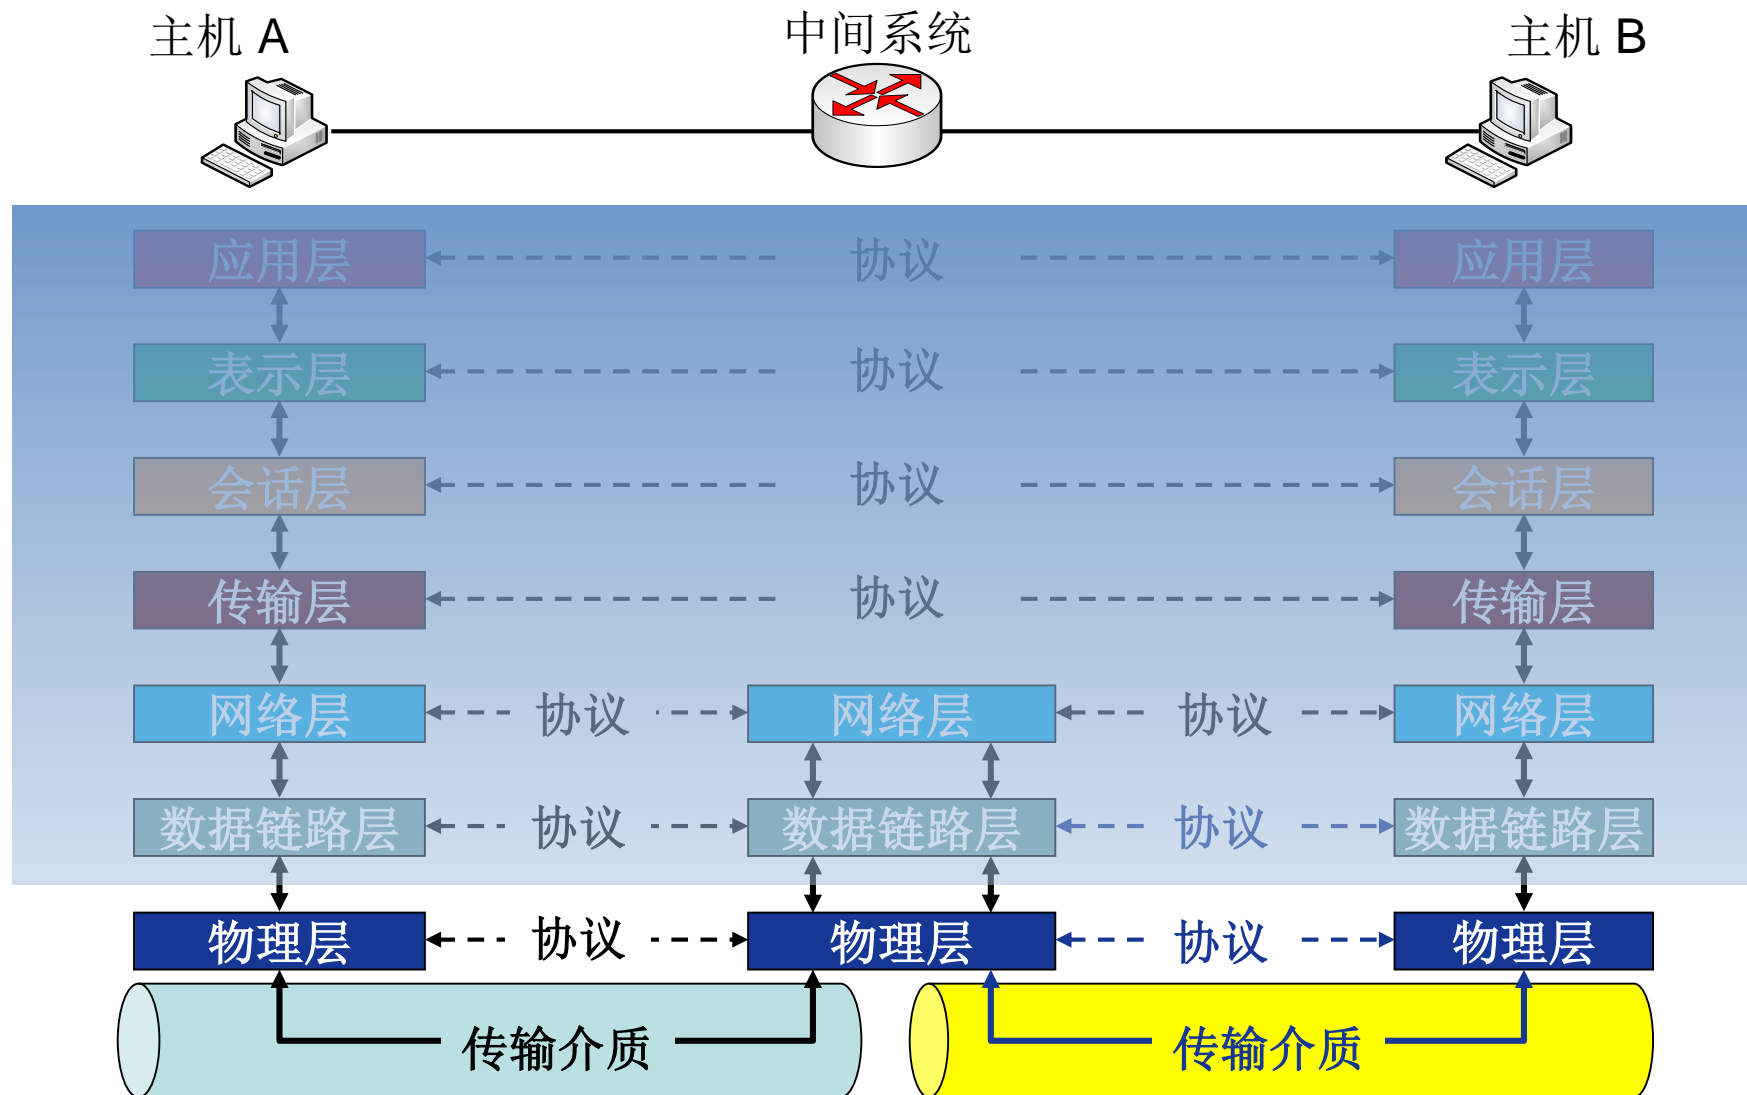 主机 A 中间系统 主机 B
应用层 协议 应用层
表示层 协议 表示层
会话层 协议 会话层
传输层 协议 传输层
网络层 协议 网络层 协议 网络层
数据链路层 协议 数据链路层 协议 数据链路层
物理层 协议 物理层 协议 物理层
传输介质 传输介质